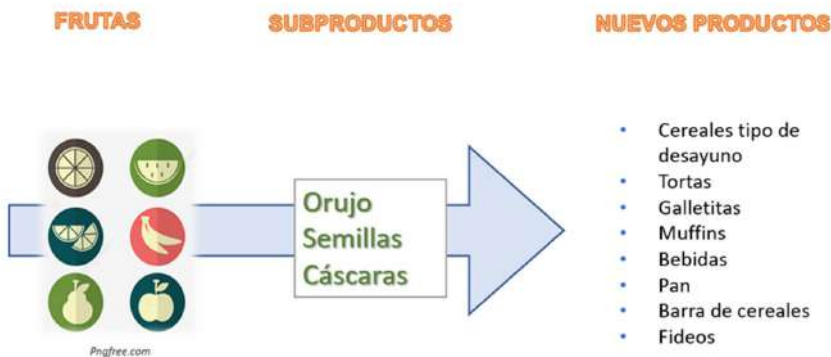 FRUTAS
SUBPRODUCTOS
NUEVOS PRODUCTOS
Orujo
Semillas
Cáscaras
• Cereales tipo de
desayuno
• Tortas
• Galletitas
• Muffins
• Bebidas
• Pan
• Barra de cereales
• Fideos
Pngfree.com